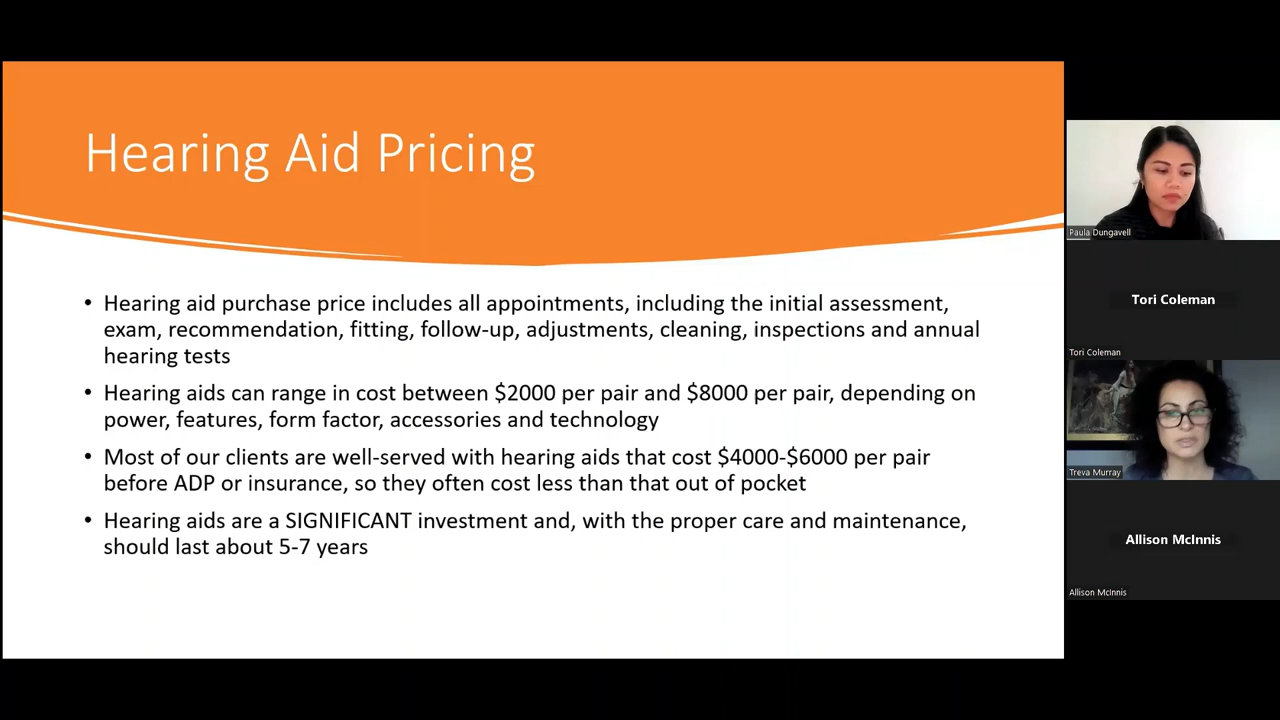 Hearing Aid Pricing
• Hearing aid purchase price includes all appointments, including the initial assessment,
exam, recommendation, fitting, follow-up, adjustments, cleaning, inspections and annual
hearing tests
• Hearing aids can range in cost between $2000 per pair and $8000 per pair, depending on
power, features, form factor, accessories and technology
• Most of our clients are well-served with hearing aids that cost $4000-$6000 per pair
before ADP or insurance, so they often cost less than that out of pocket
• Hearing aids are a SIGNIFICANT investment and, with the proper care and maintenance,
should last about 5-7 years
Paula Dungavell
Tori Coleman
Tori Coleman
Treva Murray
Allison McInnis
Allison McInnis